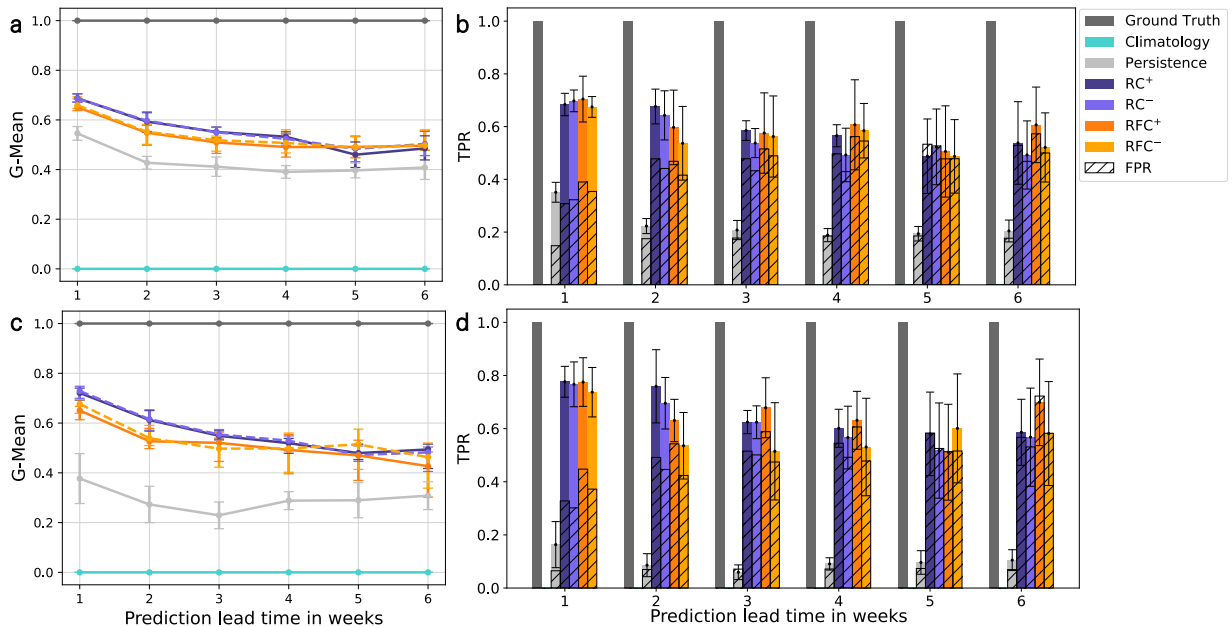 a
1.0
0.8
0.6
0.4
0.2
0.0
G-Mean
1 2 3 4 5 6
b
1.0
0.8
0.6
0.4
0.2
0.0
TPR
1 2 3 4 5 6
Ground Truth
Climatology
Persistence
RC+
RC−
RFC+
RFC−
FPR
c
1.0
0.8
0.6
0.4
0.2
0.0
G-Mean
1 2 3 4 5 6
Prediction lead time in weeks
d
1.0
0.8
0.6
0.4
0.2
0.0
TPR
1 2 3 4 5 6
Prediction lead time in weeks